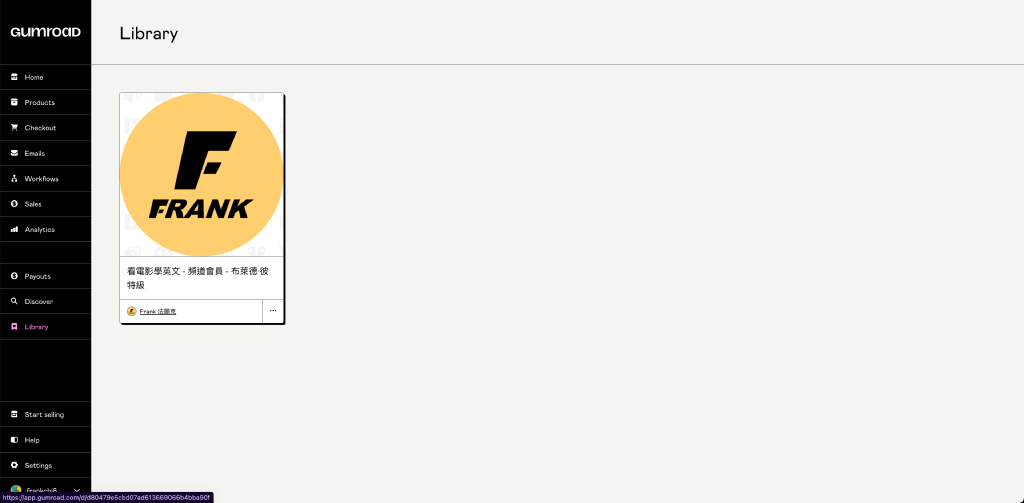 GUMROAD
Library
Home
Products
Checkout
Emails
Workflows
Sales
Analytics
Payouts
Discover
Library
Start selling
Help
Settings
F
FRANK
看電影學英文 - 頻道會員 - 布萊德·彼
特級
Frank 法蘭克
https://app.gumroad.com/d/d80479e5cbd07ad613669066b4bba90f